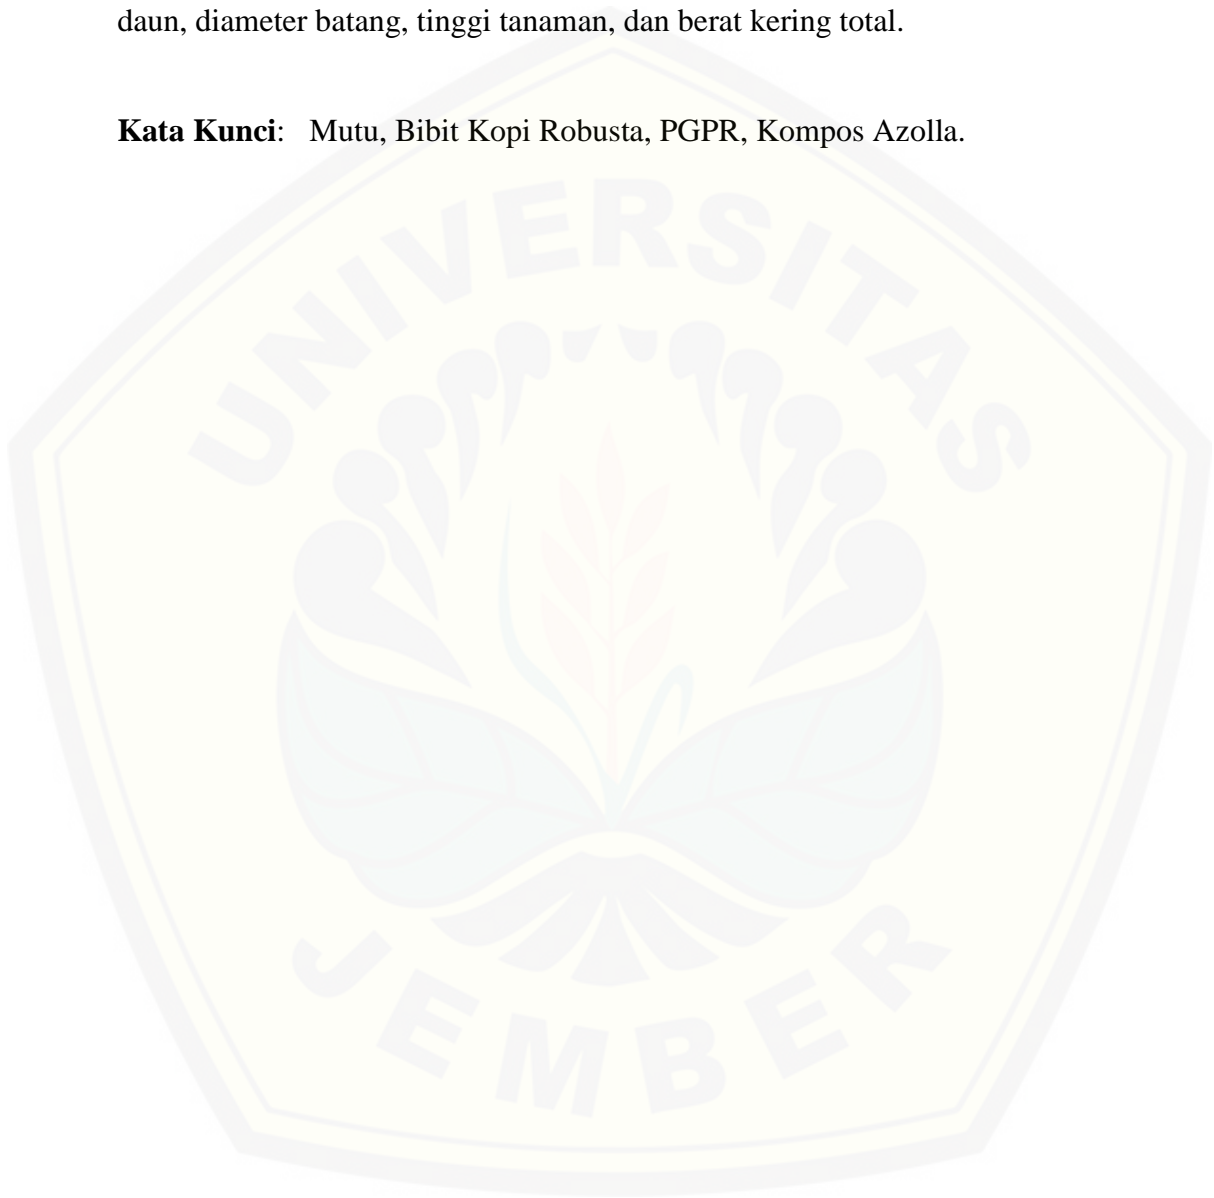 daun, diameter batang, tinggi tanaman, dan berat kering total.
Kata Kunci: Mutu, Bibit Kopi Robusta, PGPR, Kompos Azolla.
UNIVERSITAS
JEMBER